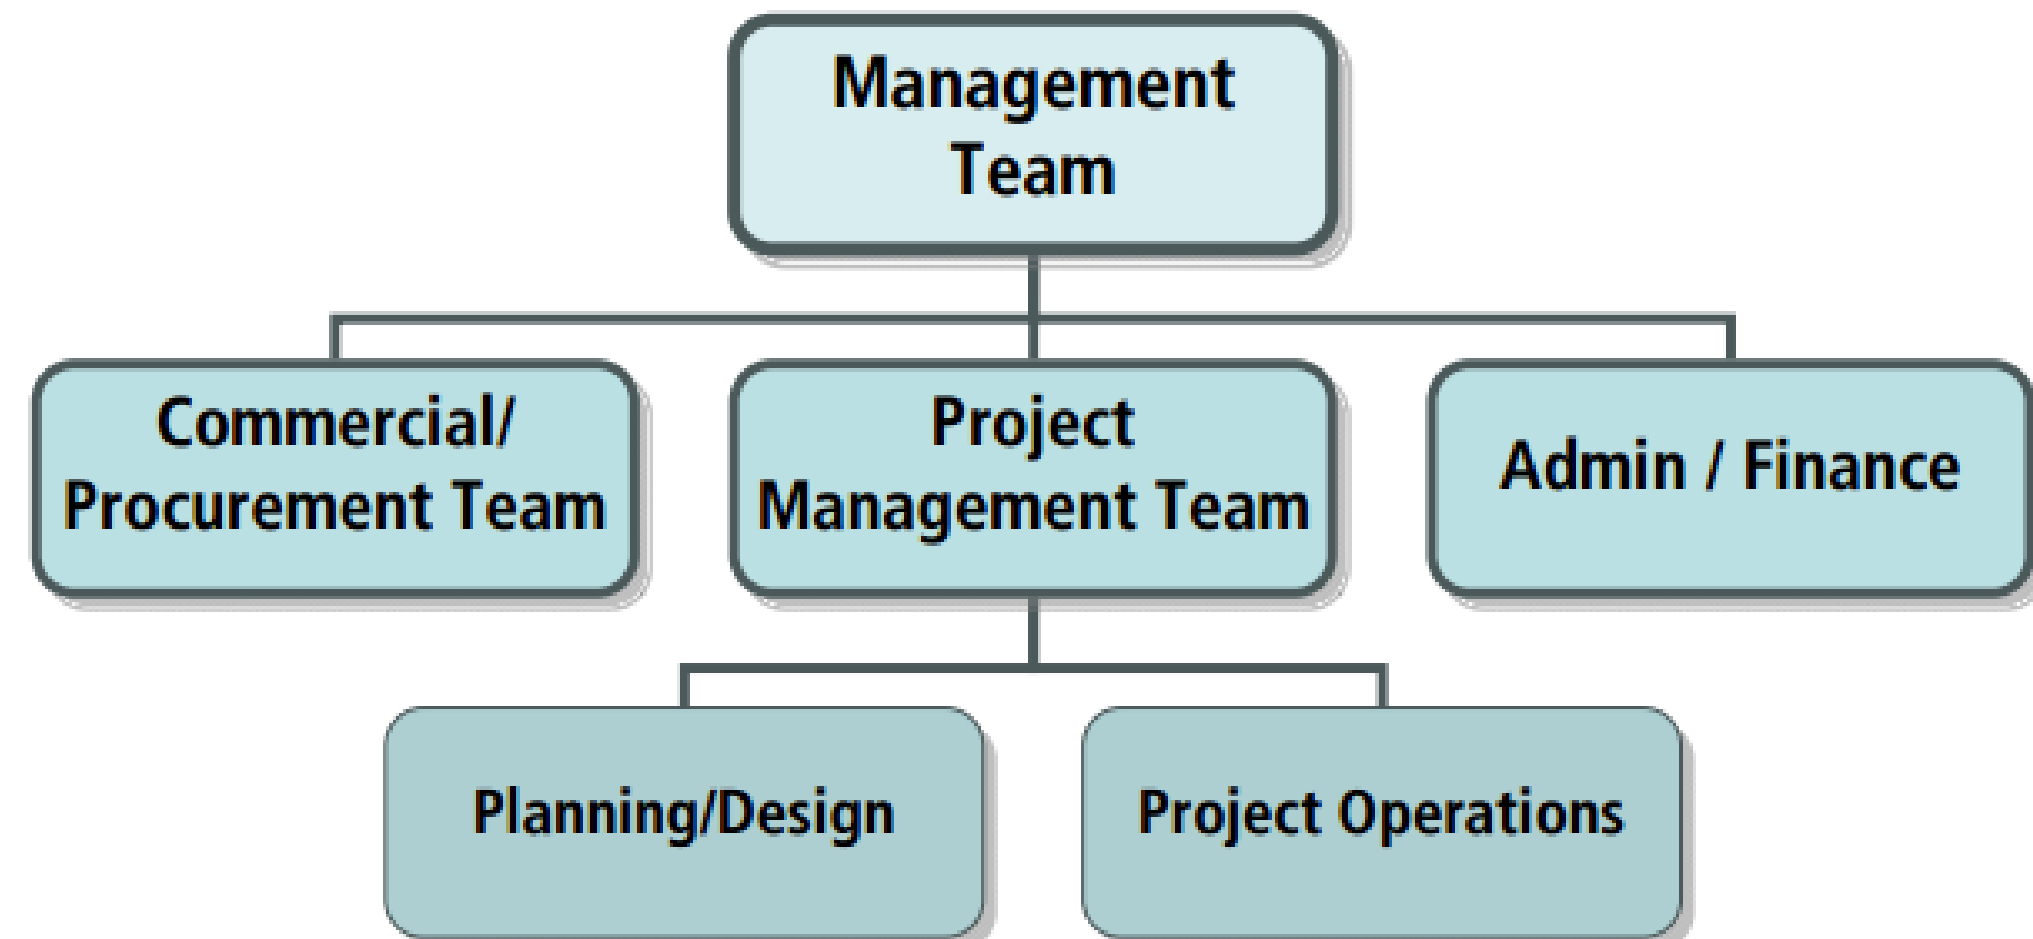 Management
Team
Commercial/
Procurement Team
Project
Management Team
Admin / Finance
Planning/Design
Project Operations